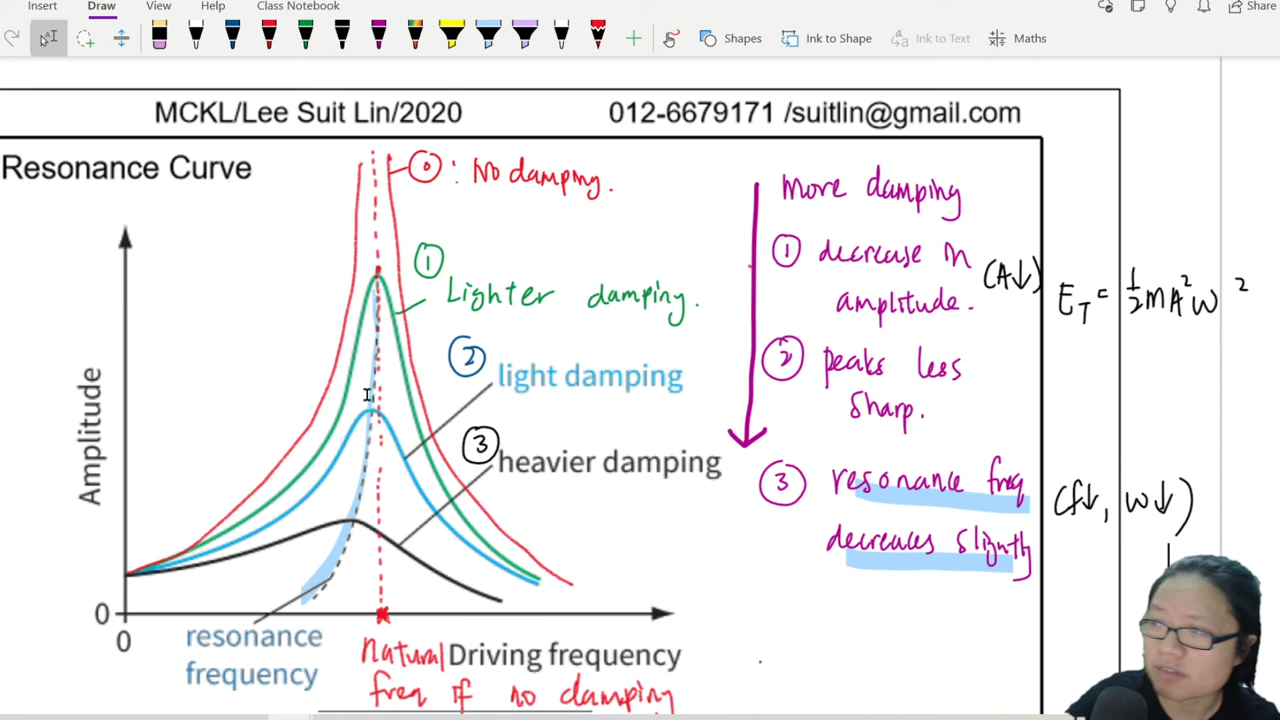 Insert Draw View Help Class Notebook Share
Shapes Ink to Shape Ink to Text Maths
MCKL/Lee Suit Lin/2020 012-6679171 /suitlin@gmail.com
Resonance Curve
0 : No damping.
1
Lighter damping.
2
light damping
3
heavier damping
Amplitude
0
0
resonance
frequency
Driving frequency
natural
freq if no damping
more damping
1 decrease in
amplitude. (A↓)
2 peaks less
sharp.
3 resonance freq
decreases slightly
(f↓, ω↓)
E_T = ½mA²ω²